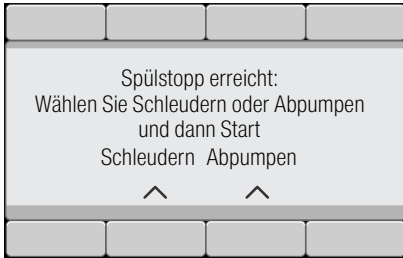 Spülstopp erreicht:
Wählen Sie Schleudern oder Abpumpen
und dann Start
Schleudern Abpumpen